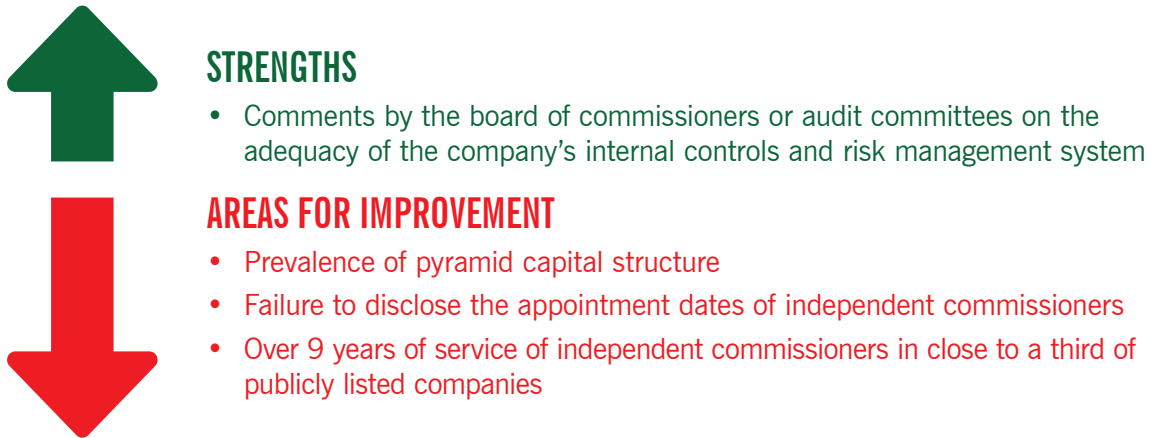 STRENGTHS
• Comments by the board of commissioners or audit committees on the
adequacy of the company's internal controls and risk management system
AREAS FOR IMPROVEMENT
• Prevalence of pyramid capital structure
• Failure to disclose the appointment dates of independent commissioners
• Over 9 years of service of independent commissioners in close to a third of
publicly listed companies